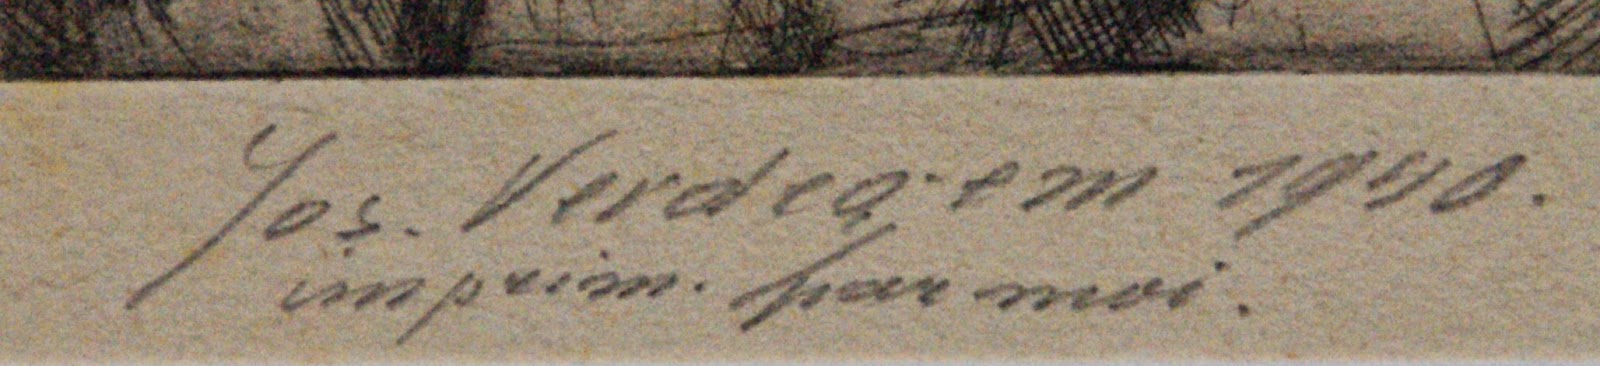 Jos. Verdegem 1940.
imprim. par moi.